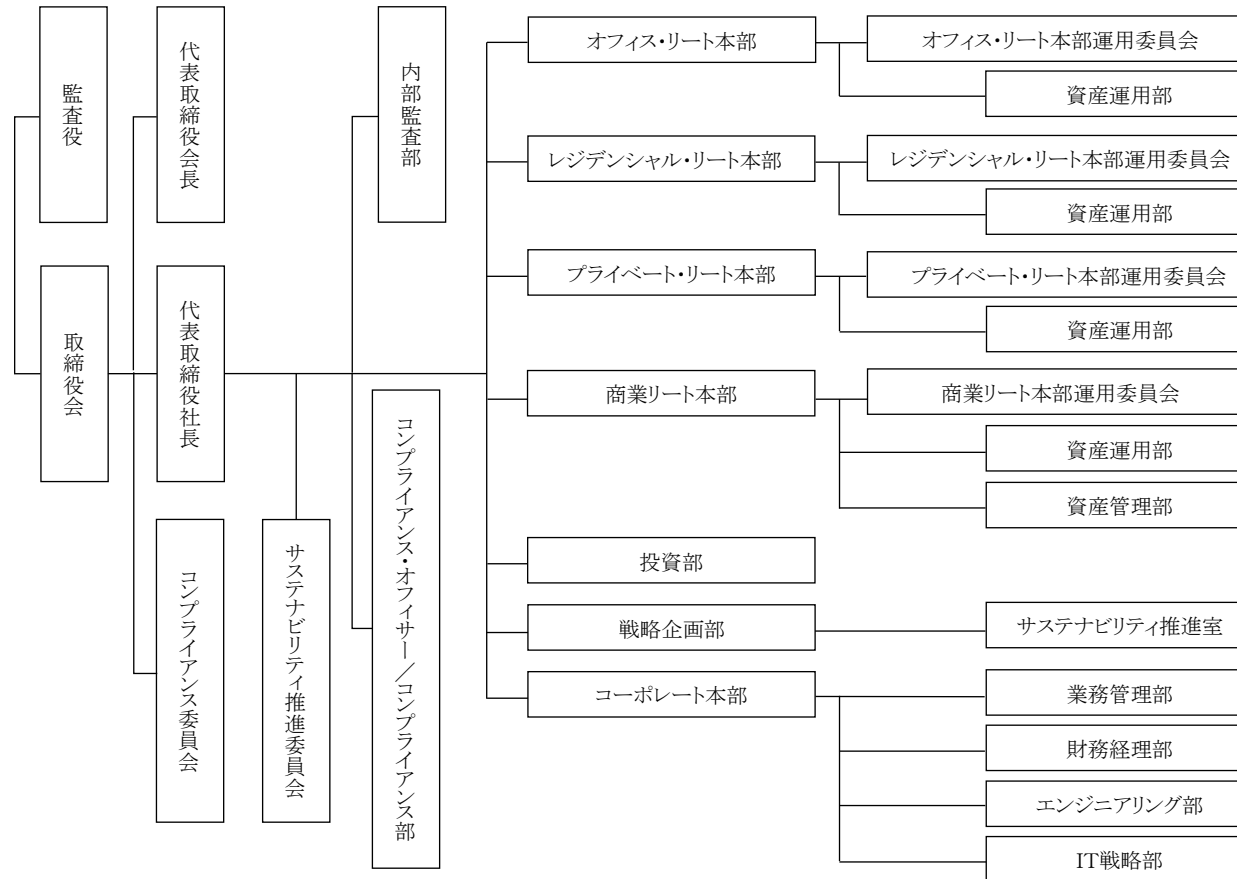 監査役
取締役会
代表取締役会長
代表取締役社長
コンプライアンス委員会
サステナビリティ推進委員会
内部監査部
コンプライアンス・オフィサー/コンプライアンス部
オフィス・リート本部
オフィス・リート本部運用委員会
資産運用部
レジデンシャル・リート本部
レジデンシャル・リート本部運用委員会
資産運用部
プライベート・リート本部
プライベート・リート本部運用委員会
資産運用部
商業リート本部
商業リート本部運用委員会
資産運用部
資産管理部
投資部
戦略企画部
サステナビリティ推進室
コーポレート本部
業務管理部
財務経理部
エンジニアリング部
IT戦略部